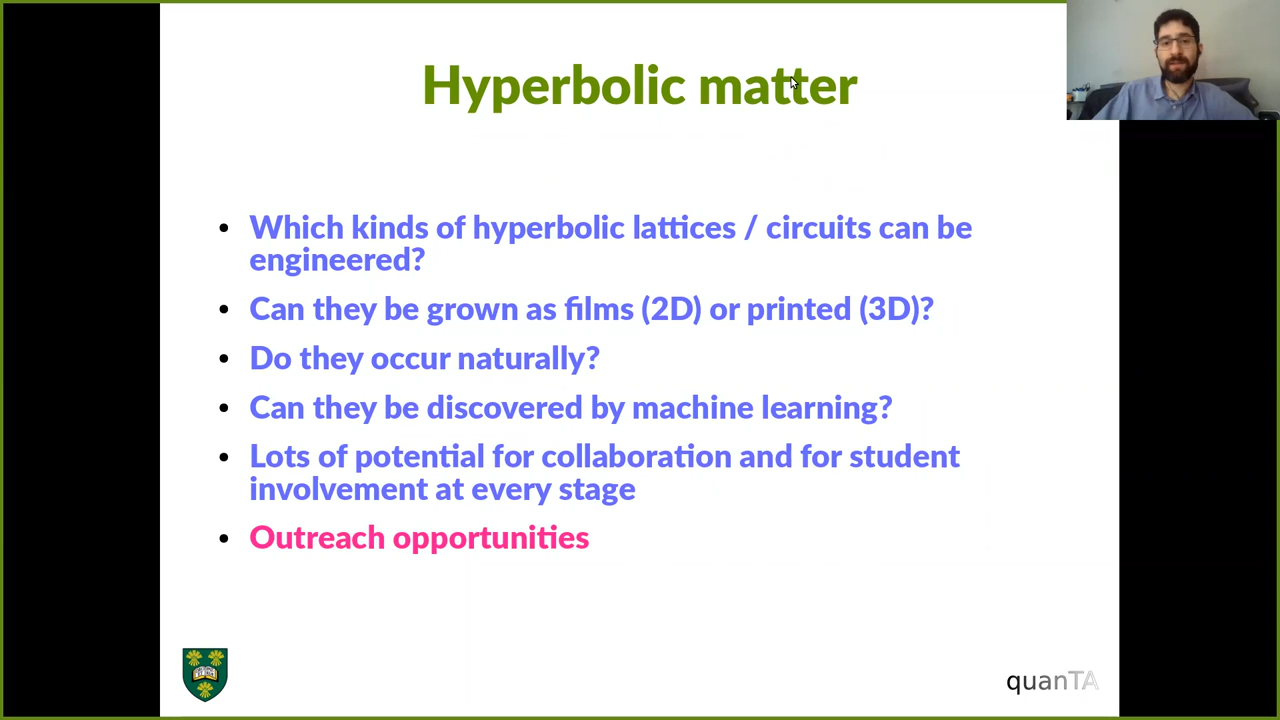 Hyperbolic matter
• Which kinds of hyperbolic lattices / circuits can be
engineered?
• Can they be grown as films (2D) or printed (3D)?
• Do they occur naturally?
• Can they be discovered by machine learning?
• Lots of potential for collaboration and for student
involvement at every stage
• Outreach opportunities
quanTA